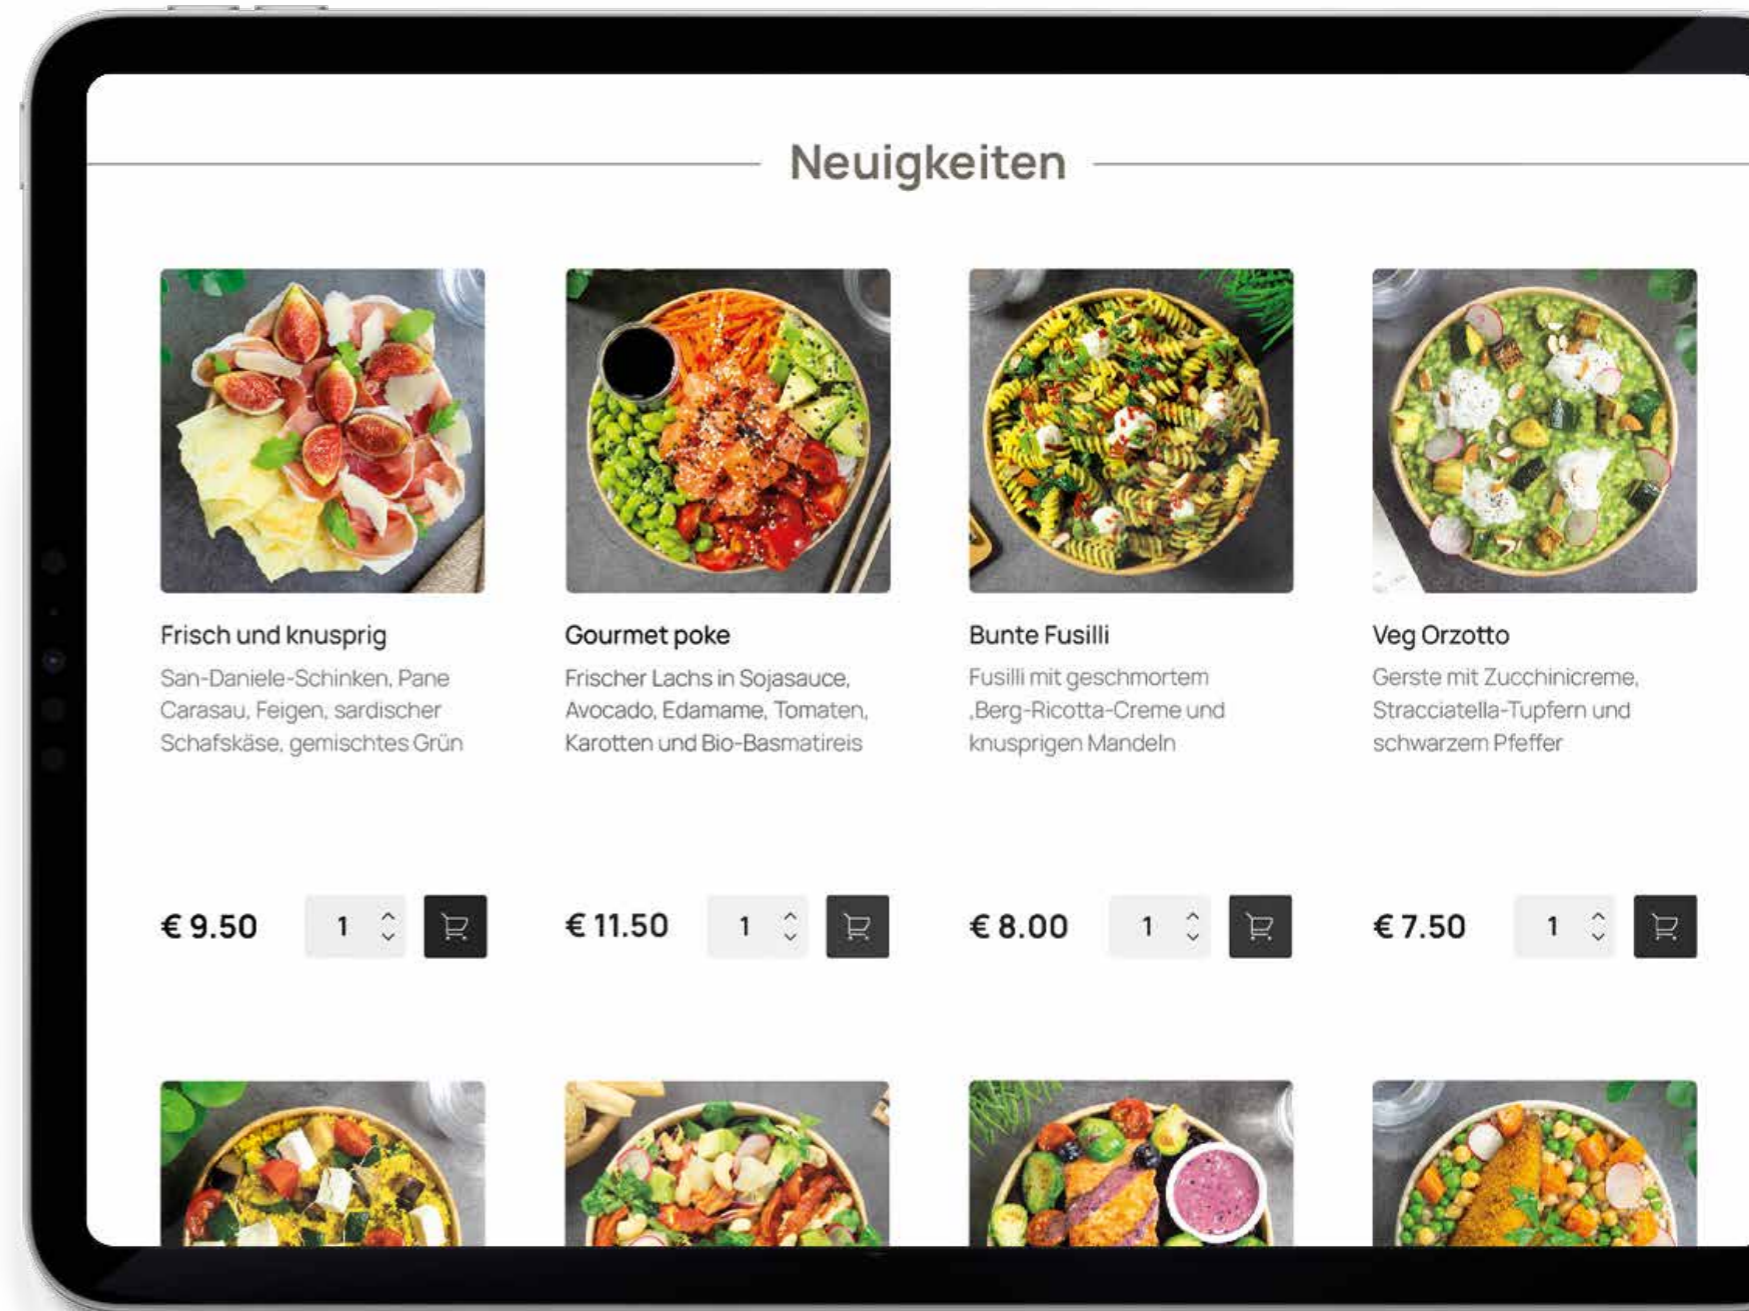 Neuigkeiten
Frisch und knusprig
San-Daniele-Schinken, Pane
Carasau, Feigen, sardischer
Schafskäse, gemischtes Grün
€ 9.50
1
Gourmet poke
Frischer Lachs in Sojasauce,
Avocado, Edamame, Tomaten,
Karotten und Bio-Basmatireis
€ 11.50
1
Bunte Fusilli
Fusilli mit geschmortem
,Berg-Ricotta-Creme und
knusprigen Mandeln
€ 8.00
1
Veg Orzotto
Gerste mit Zucchinicreme,
Stracciatella-Tupfern und
schwarzem Pfeffer
€ 7.50
1